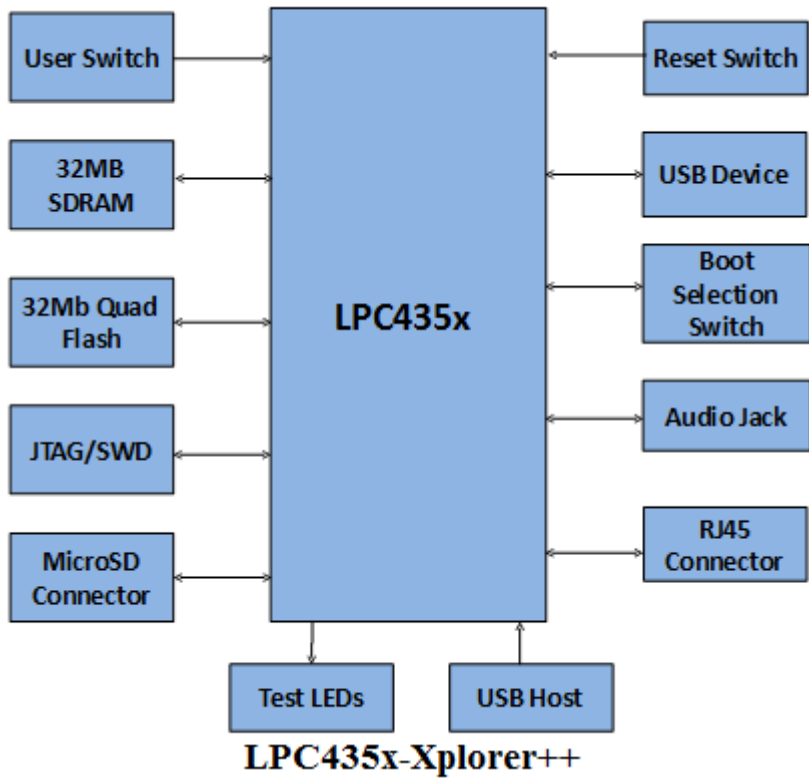 User Switch
32MB
SDRAM
32Mb Quad
Flash
JTAG/SWD
MicroSD
Connector
LPC435x
Reset Switch
USB Device
Boot
Selection
Switch
Audio Jack
RJ45
Connector
Test LEDs
USB Host
LPC435x-Xplorer++